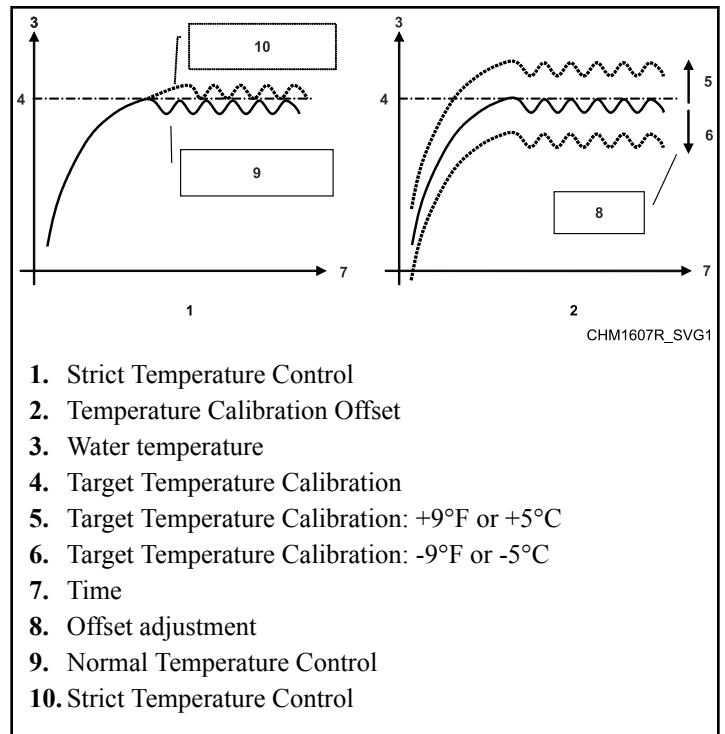 3
10
4
9
7
1
3
5
4
6
8
7
2
CHM1607R_SVG1
1. Strict Temperature Control
2. Temperature Calibration Offset
3. Water temperature
4. Target Temperature Calibration
5. Target Temperature Calibration: +9°F or +5°C
6. Target Temperature Calibration: -9°F or -5°C
7. Time
8. Offset adjustment
9. Normal Temperature Control
10. Strict Temperature Control